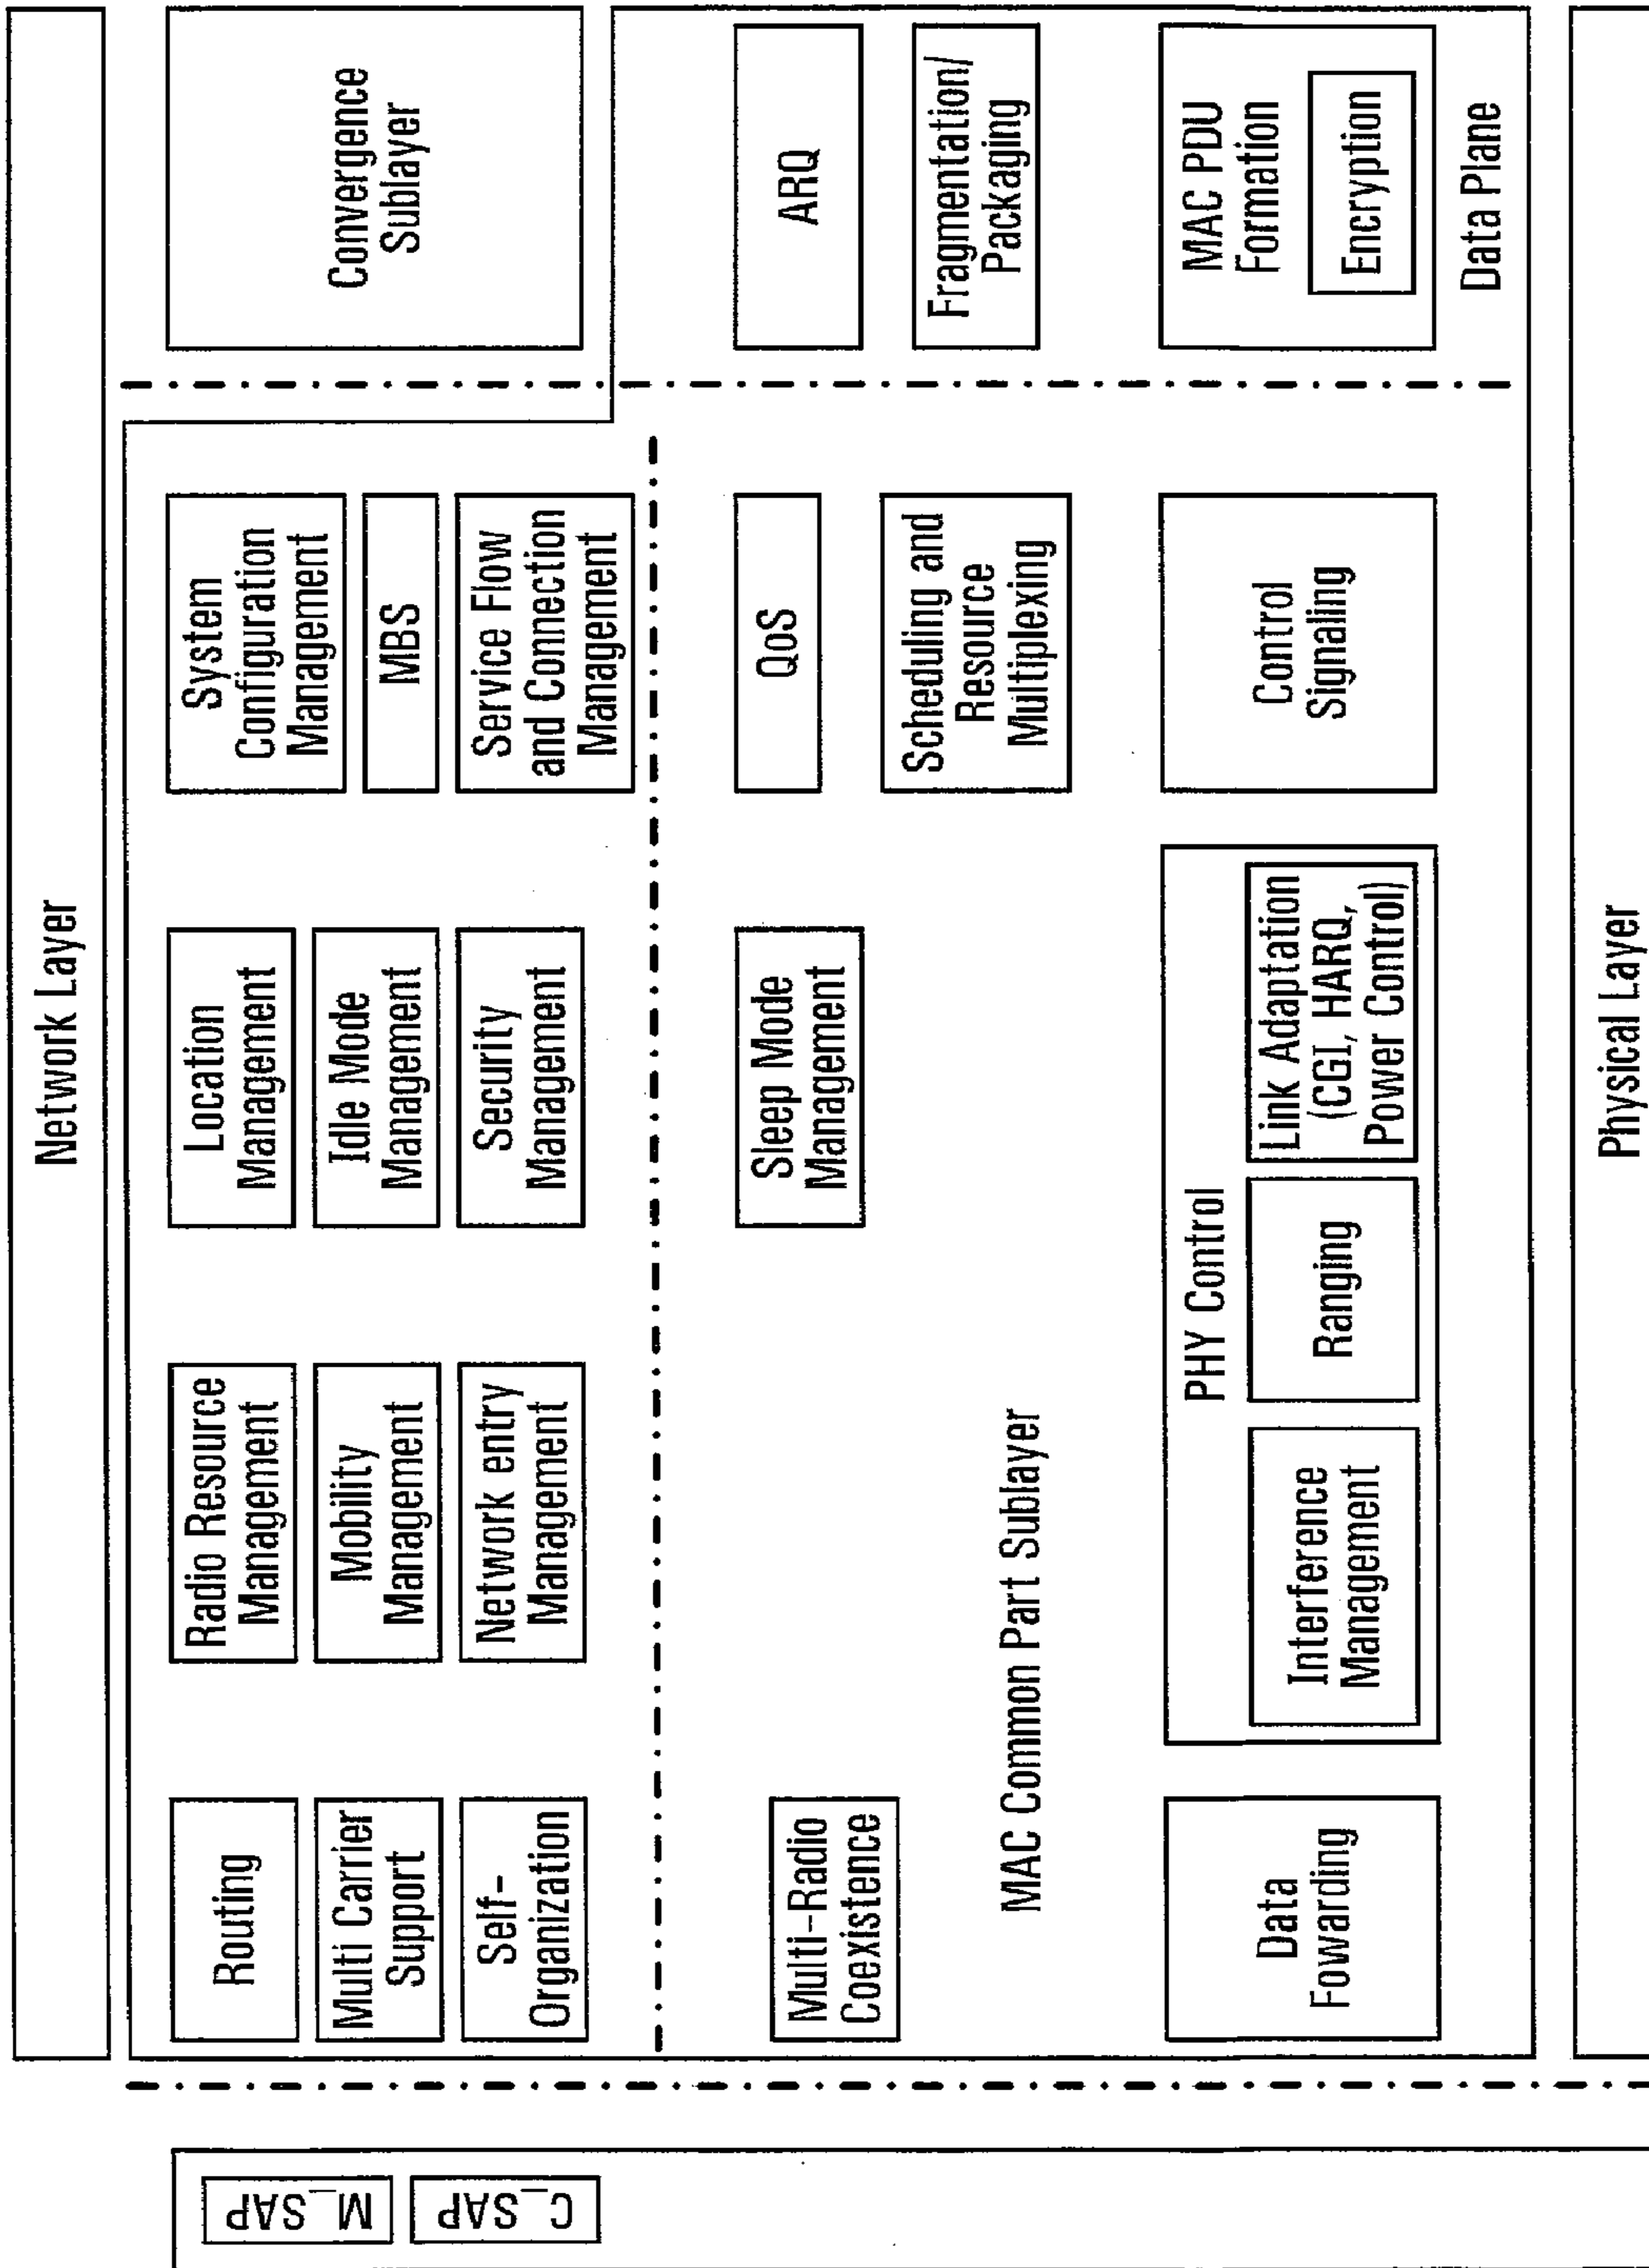 Network Layer
Routing
Multi Carrier
Support
Self-
Organization
Radio Resource
Management
Mobility
Management
Network entry
Management
Location
Management
Idle Mode
Management
Security
Management
System
Configuration
Management
MBS
Service Flow
and Connection
Management
Convergence
Sublayer
Multi-Radio
Coexistence
Sleep Mode
Management
QoS
Scheduling and
Resource
Multiplexing
ARQ
Fragmentation/
Packaging
MAC Common Part Sublayer
Data
Fowarding
PHY Control
Interference
Management
Ranging
Link Adaptation
(CGI, HARQ,
Power Control)
Control
Signaling
MAC PDU
Formation
Encryption
Data Plane
Physical Layer
M_SAP
C_SAP